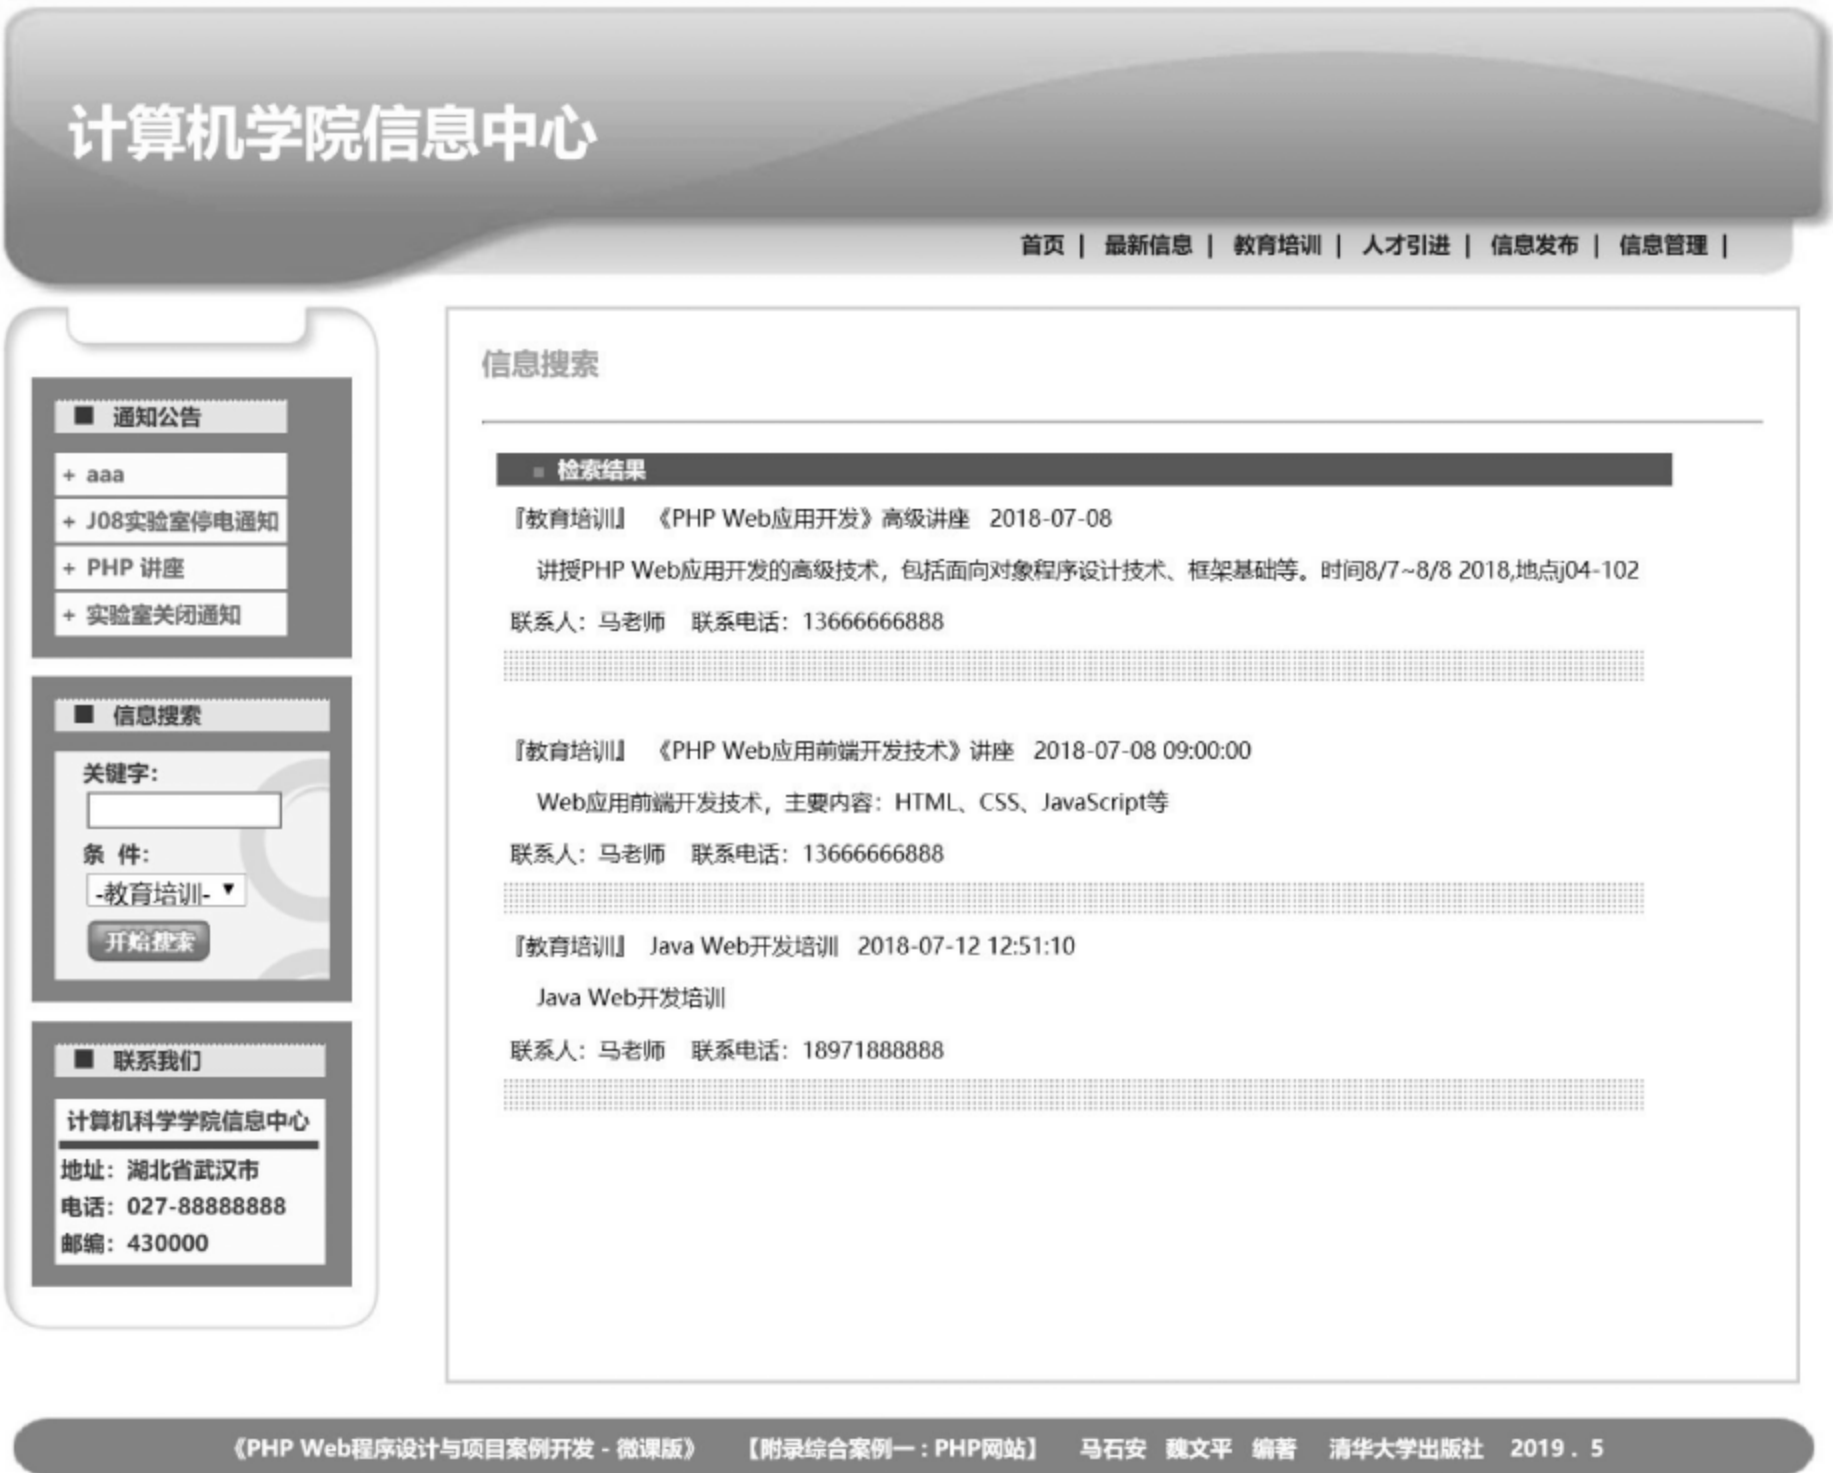 计算机学院信息中心
首页 | 最新信息 | 教育培训 | 人才引进 | 信息发布 | 信息管理 |
■ 通知公告
+ aaa
+ J08实验室停电通知
+ PHP 讲座
+ 实验室关闭通知
■ 信息搜索
关键字：
条 件：
-教育培训- ▼
开始搜索
■ 联系我们
计算机科学学院信息中心
地址：湖北省武汉市
电话：027-88888888
邮编：430000
信息搜索
检索结果
『教育培训』 《PHP Web应用开发》高级讲座 2018-07-08
讲授PHP Web应用开发的高级技术，包括面向对象程序设计技术、框架基础等。时间8/7~8/8 2018,地点j04-102
联系人：马老师 联系电话：13666666888
『教育培训』 《PHP Web应用前端开发技术》讲座 2018-07-08 09:00:00
Web应用前端开发技术，主要内容：HTML、CSS、JavaScript等
联系人：马老师 联系电话：13666666888
『教育培训』 Java Web开发培训 2018-07-12 12:51:10
Java Web开发培训
联系人：马老师 联系电话：18971888888
《PHP Web程序设计与项目案例开发 - 微课版》 【附录综合案例一：PHP网站】 马石安 魏文平 编著 清华大学出版社 2019．5